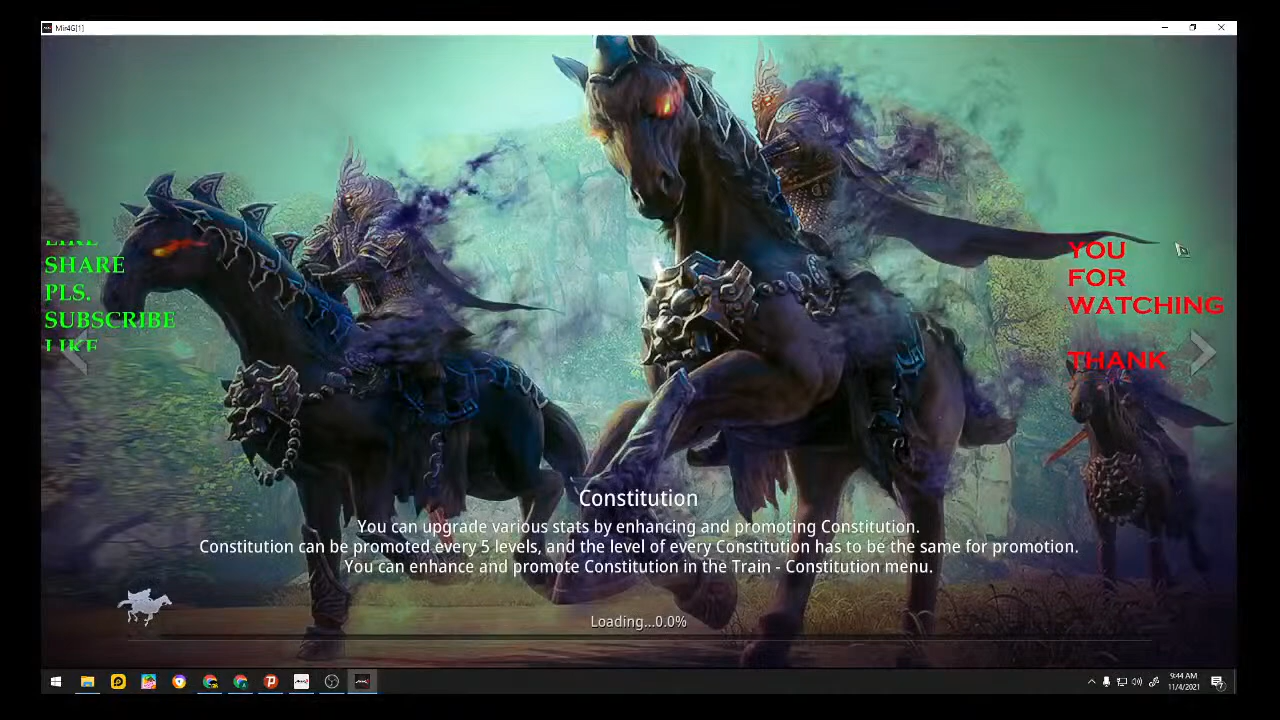 Mir4G[1]
LIKE
SHARE
PLS.
SUBSCRIBE
LIKE
YOU
FOR
WATCHING
THANK
Constitution
You can upgrade various stats by enhancing and promoting Constitution.
Constitution can be promoted every 5 levels, and the level of every Constitution has to be the same for promotion.
You can enhance and promote Constitution in the Train - Constitution menu.
Loading...0.0%
9:44 AM
11/4/2021